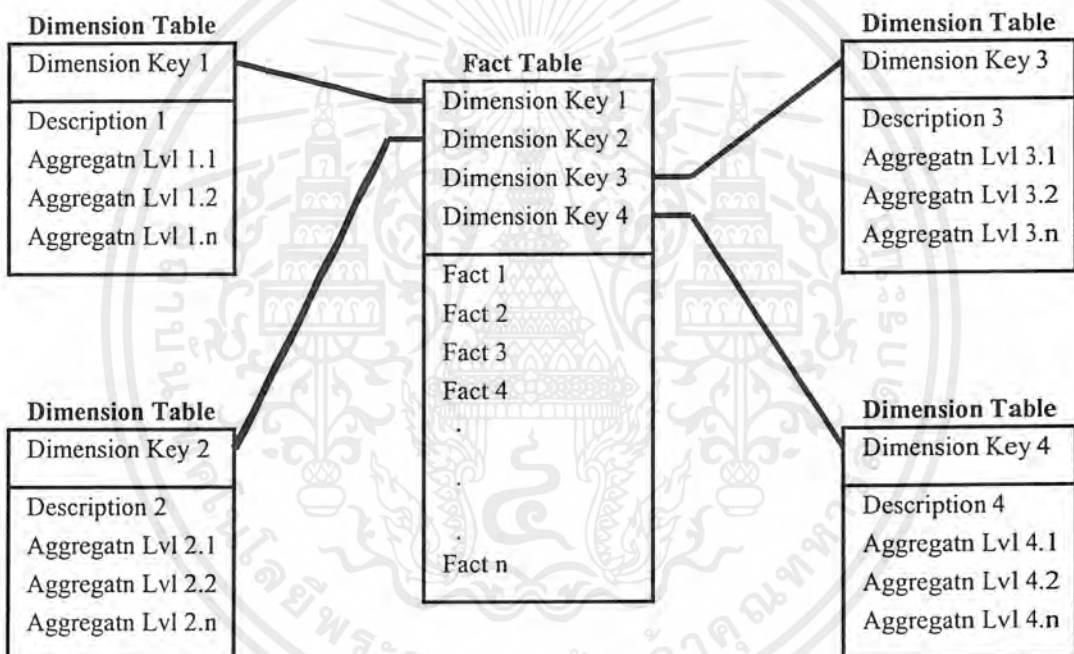 Dimension Table
Dimension Key 1
Description 1
Aggregatn Lvl 1.1
Aggregatn Lvl 1.2
Aggregatn Lvl 1.n
Dimension Table
Dimension Key 2
Description 2
Aggregatn Lvl 2.1
Aggregatn Lvl 2.2
Aggregatn Lvl 2.n
Fact Table
Dimension Key 1
Dimension Key 2
Dimension Key 3
Dimension Key 4
Fact 1
Fact 2
Fact 3
Fact 4
.
.
.
Fact n
Dimension Table
Dimension Key 3
Description 3
Aggregatn Lvl 3.1
Aggregatn Lvl 3.2
Aggregatn Lvl 3.n
Dimension Table
Dimension Key 4
Description 4
Aggregatn Lvl 4.1
Aggregatn Lvl 4.2
Aggregatn Lvl 4.n